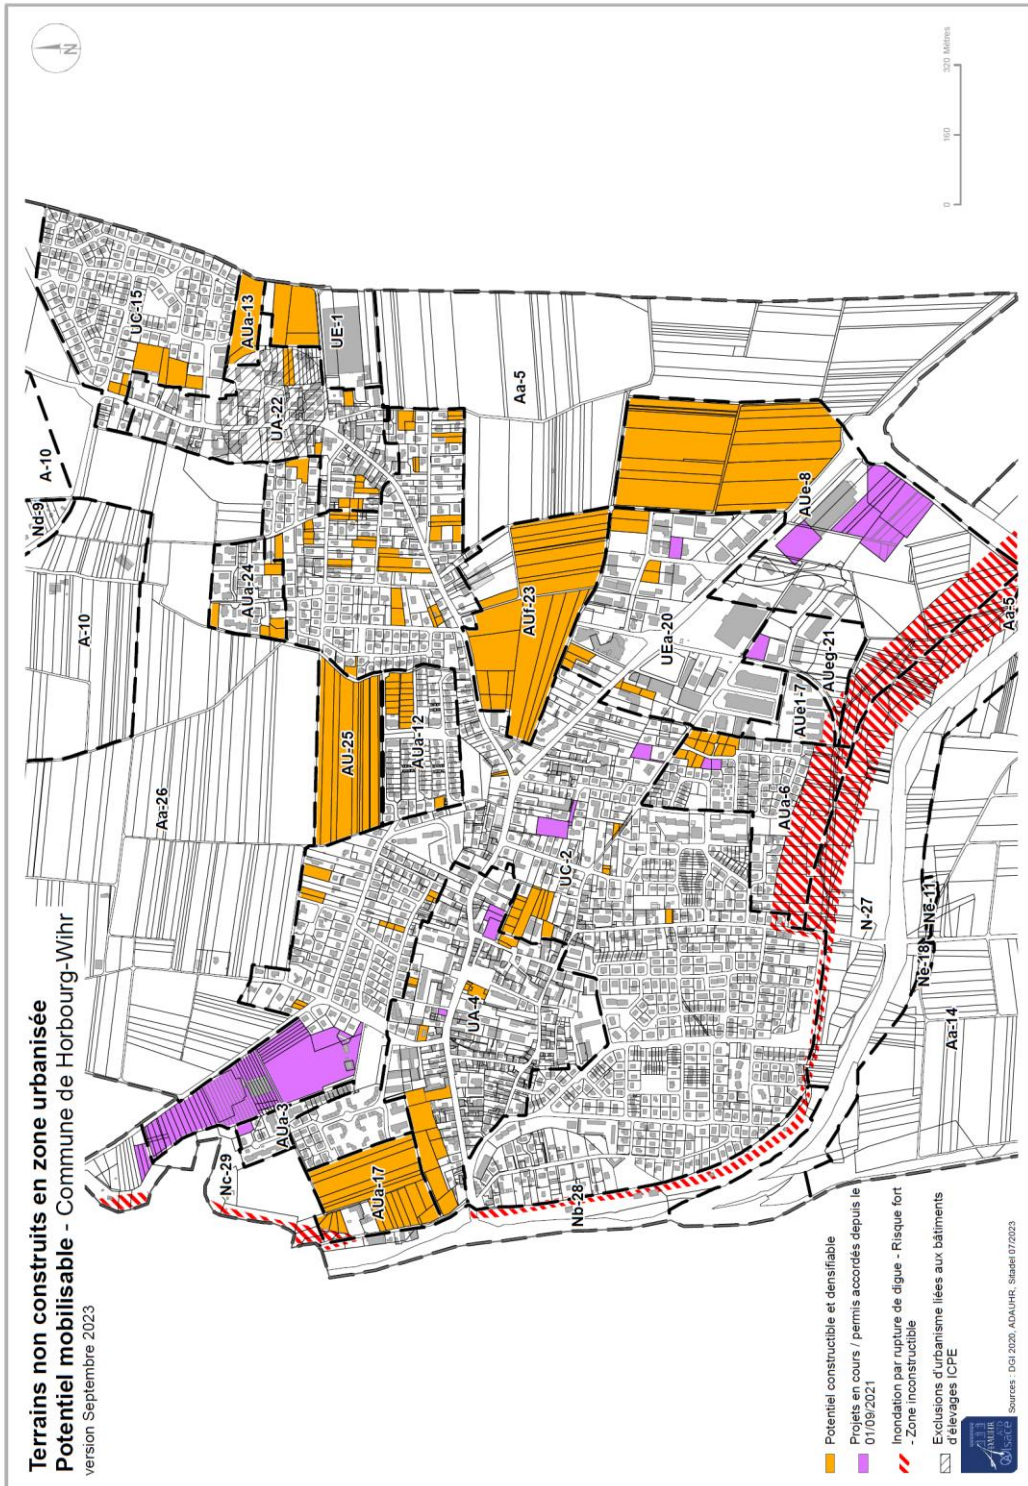 Terrains non construits en zone urbanisée
Potentiel mobilisable - Commune de Horbourg-Wihr
version Septembre 2023
N
0 160 320 Mètres
UC-15
AUa-13
UE-1
UA-22
A-10
Nd-9
A-10
AUa-24
Aa-5
AUe-8
AUf-23
UEa-20
AUeg-21
AUe1-7
Aa-5
AU-25
AUa-12
Aa-26
AUa-6
UC-2
N-27
Ne-11
Ne-18
Aa-14
UA-4
AUa-3
Nc-29
AUa-17
Nb-28
Potentiel constructible et densifiable
Projets en cours / permis accordés depuis le
01/09/2021
Inondation par rupture de digue - Risque fort
- Zone inconstructible
Exclusions d'urbanisme liées aux bâtiments
d'élevages ICPE
ADAUHR
Alsace
Sources : DGI 2020, ADAUHR, Sitadel 07/2023